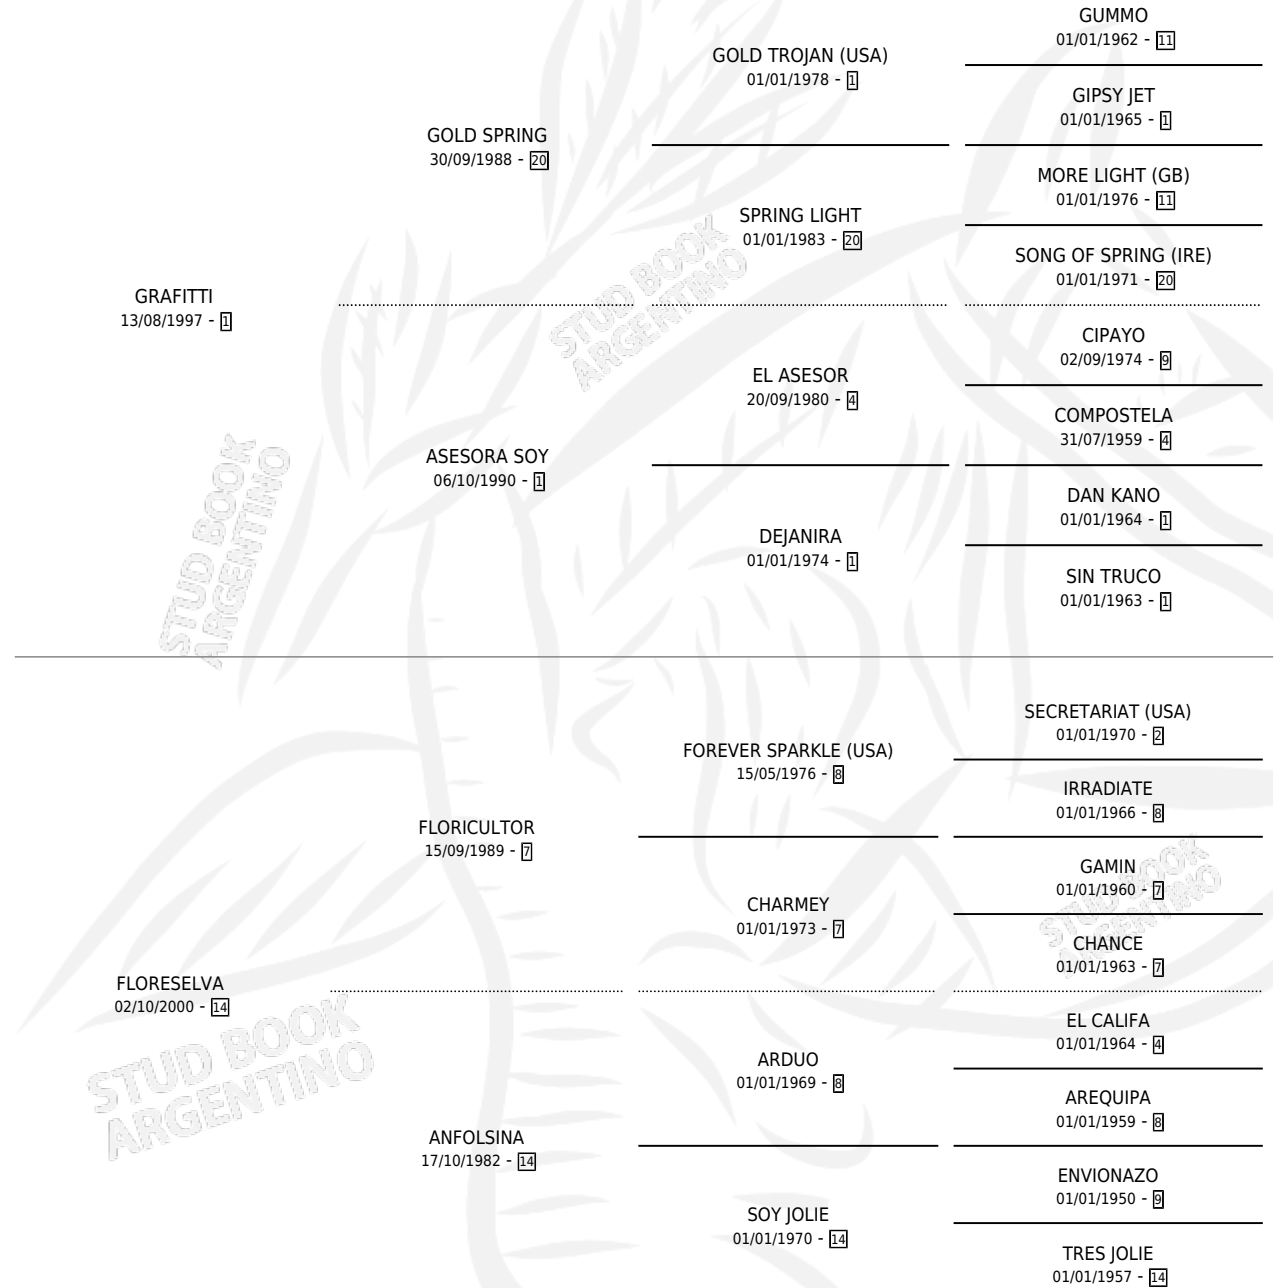 GUMMO
01/01/1962 - 11
GOLD TROJAN (USA)
01/01/1978 - 1
GIPSY JET
01/01/1965 - 1
GOLD SPRING
30/09/1988 - 20
MORE LIGHT (GB)
01/01/1976 - 11
SPRING LIGHT
01/01/1983 - 20
SONG OF SPRING (IRE)
01/01/1971 - 20
GRAFITTI
13/08/1997 - 1
CIPAYO
02/09/1974 - 9
EL ASESOR
20/09/1980 - 4
COMPOSTELA
31/07/1959 - 4
ASESORA SOY
06/10/1990 - 1
DAN KANO
01/01/1964 - 1
DEJANIRA
01/01/1974 - 1
SIN TRUCO
01/01/1963 - 1
STUD BOOK
ARGENTINO
STUD BOOK
ARGENTINO
SECRETARIAT (USA)
01/01/1970 - 2
FOREVER SPARKLE (USA)
15/05/1976 - 8
IRRADIATE
01/01/1966 - 8
FLORICULTOR
15/09/1989 - 7
GAMIN
01/01/1960 - 7
CHARMEY
01/01/1973 - 7
CHANCE
01/01/1963 - 7
FLORESELVA
02/10/2000 - 14
EL CALIFA
01/01/1964 - 4
ARDUO
01/01/1969 - 8
AREQUIPA
01/01/1959 - 8
ANFOLSINA
17/10/1982 - 14
ENVIONAZO
01/01/1950 - 9
SOY JOLIE
01/01/1970 - 14
TRES JOLIE
01/01/1957 - 14
STUD BOOK
ARGENTINO
STUD BOOK
ARGENTINO